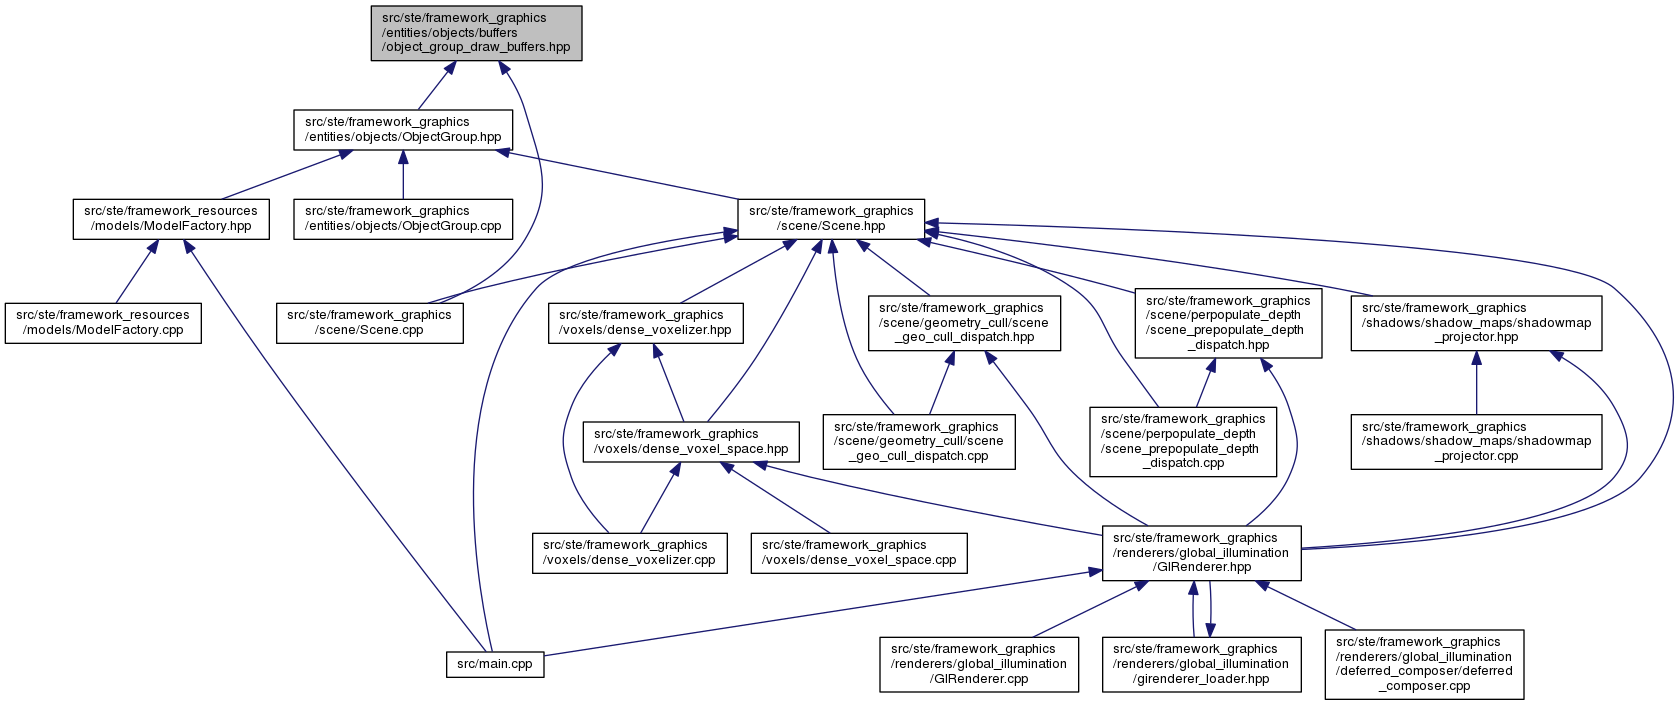 src/ste/framework_graphics
/entities/objects/buffers
/object_group_draw_buffers.hpp
src/ste/framework_graphics
/entities/objects/ObjectGroup.hpp
src/ste/framework_resources
/models/ModelFactory.hpp
src/ste/framework_graphics
/entities/objects/ObjectGroup.cpp
src/ste/framework_graphics
/scene/Scene.hpp
src/ste/framework_resources
/models/ModelFactory.cpp
src/ste/framework_graphics
/scene/Scene.cpp
src/ste/framework_graphics
/voxels/dense_voxelizer.hpp
src/ste/framework_graphics
/scene/geometry_cull/scene
_geo_cull_dispatch.hpp
src/ste/framework_graphics
/scene/perpopulate_depth
/scene_prepopulate_depth
_dispatch.hpp
src/ste/framework_graphics
/shadows/shadow_maps/shadowmap
_projector.hpp
src/ste/framework_graphics
/voxels/dense_voxel_space.hpp
src/ste/framework_graphics
/scene/geometry_cull/scene
_geo_cull_dispatch.cpp
src/ste/framework_graphics
/scene/perpopulate_depth
/scene_prepopulate_depth
_dispatch.cpp
src/ste/framework_graphics
/shadows/shadow_maps/shadowmap
_projector.cpp
src/ste/framework_graphics
/voxels/dense_voxelizer.cpp
src/ste/framework_graphics
/voxels/dense_voxel_space.cpp
src/ste/framework_graphics
/renderers/global_illumination
/GIRenderer.hpp
src/main.cpp
src/ste/framework_graphics
/renderers/global_illumination
/GIRenderer.cpp
src/ste/framework_graphics
/renderers/global_illumination
/girenderer_loader.hpp
src/ste/framework_graphics
/renderers/global_illumination
/deferred_composer/deferred
_composer.cpp